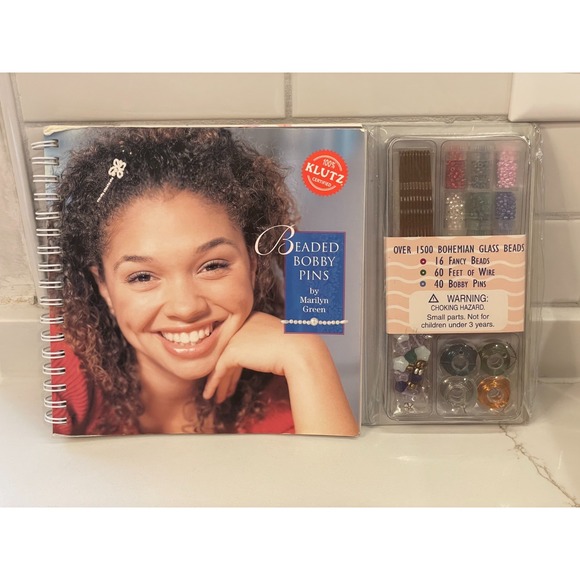 100%
KLUTZ
CERTIFIED
BEADED
BOBBY
PINS
by
Marilyn
Green
OVER 1500 BOHEMIAN GLASS BEADS
16 FANCY BEADS
60 FEET OF WIRE
40 BOBBY PINS
WARNING:
CHOKING HAZARD.
Small parts. Not for
children under 3 years.